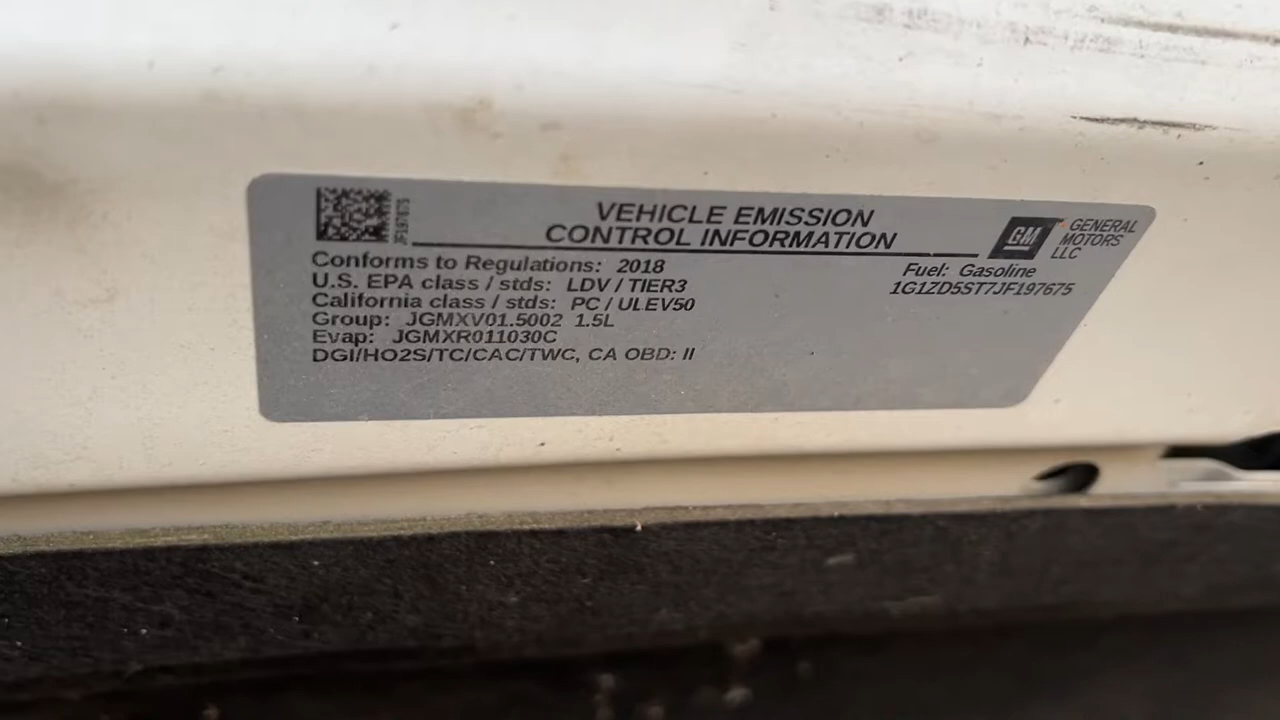 JF197675
VEHICLE EMISSION
CONTROL INFORMATION
GM
GENERAL
MOTORS
LLC
Conforms to Regulations: 2018
U.S. EPA class / stds: LDV / TIER3
California class / stds: PC / ULEV50
Group: JGMXV01.5002 1.5L
Evap: JGMXR011030C
DGI/HO2S/TC/CAC/TWC, CA OBD: II
Fuel: Gasoline
1G1ZD5ST7JF197675